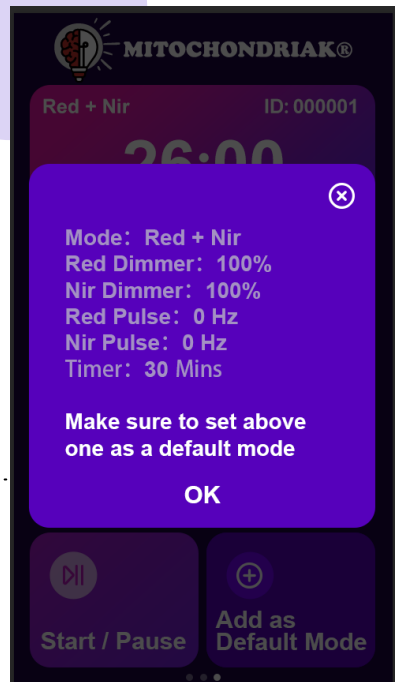 MITOCHONDRIAK®
Red + Nir ID: 000001
26:00
Mode: Red + Nir
Red Dimmer: 100%
Nir Dimmer: 100%
Red Pulse: 0 Hz
Nir Pulse: 0 Hz
Timer: 30 Mins
Make sure to set above
one as a default mode
OK
Start / Pause
Add as
Default Mode